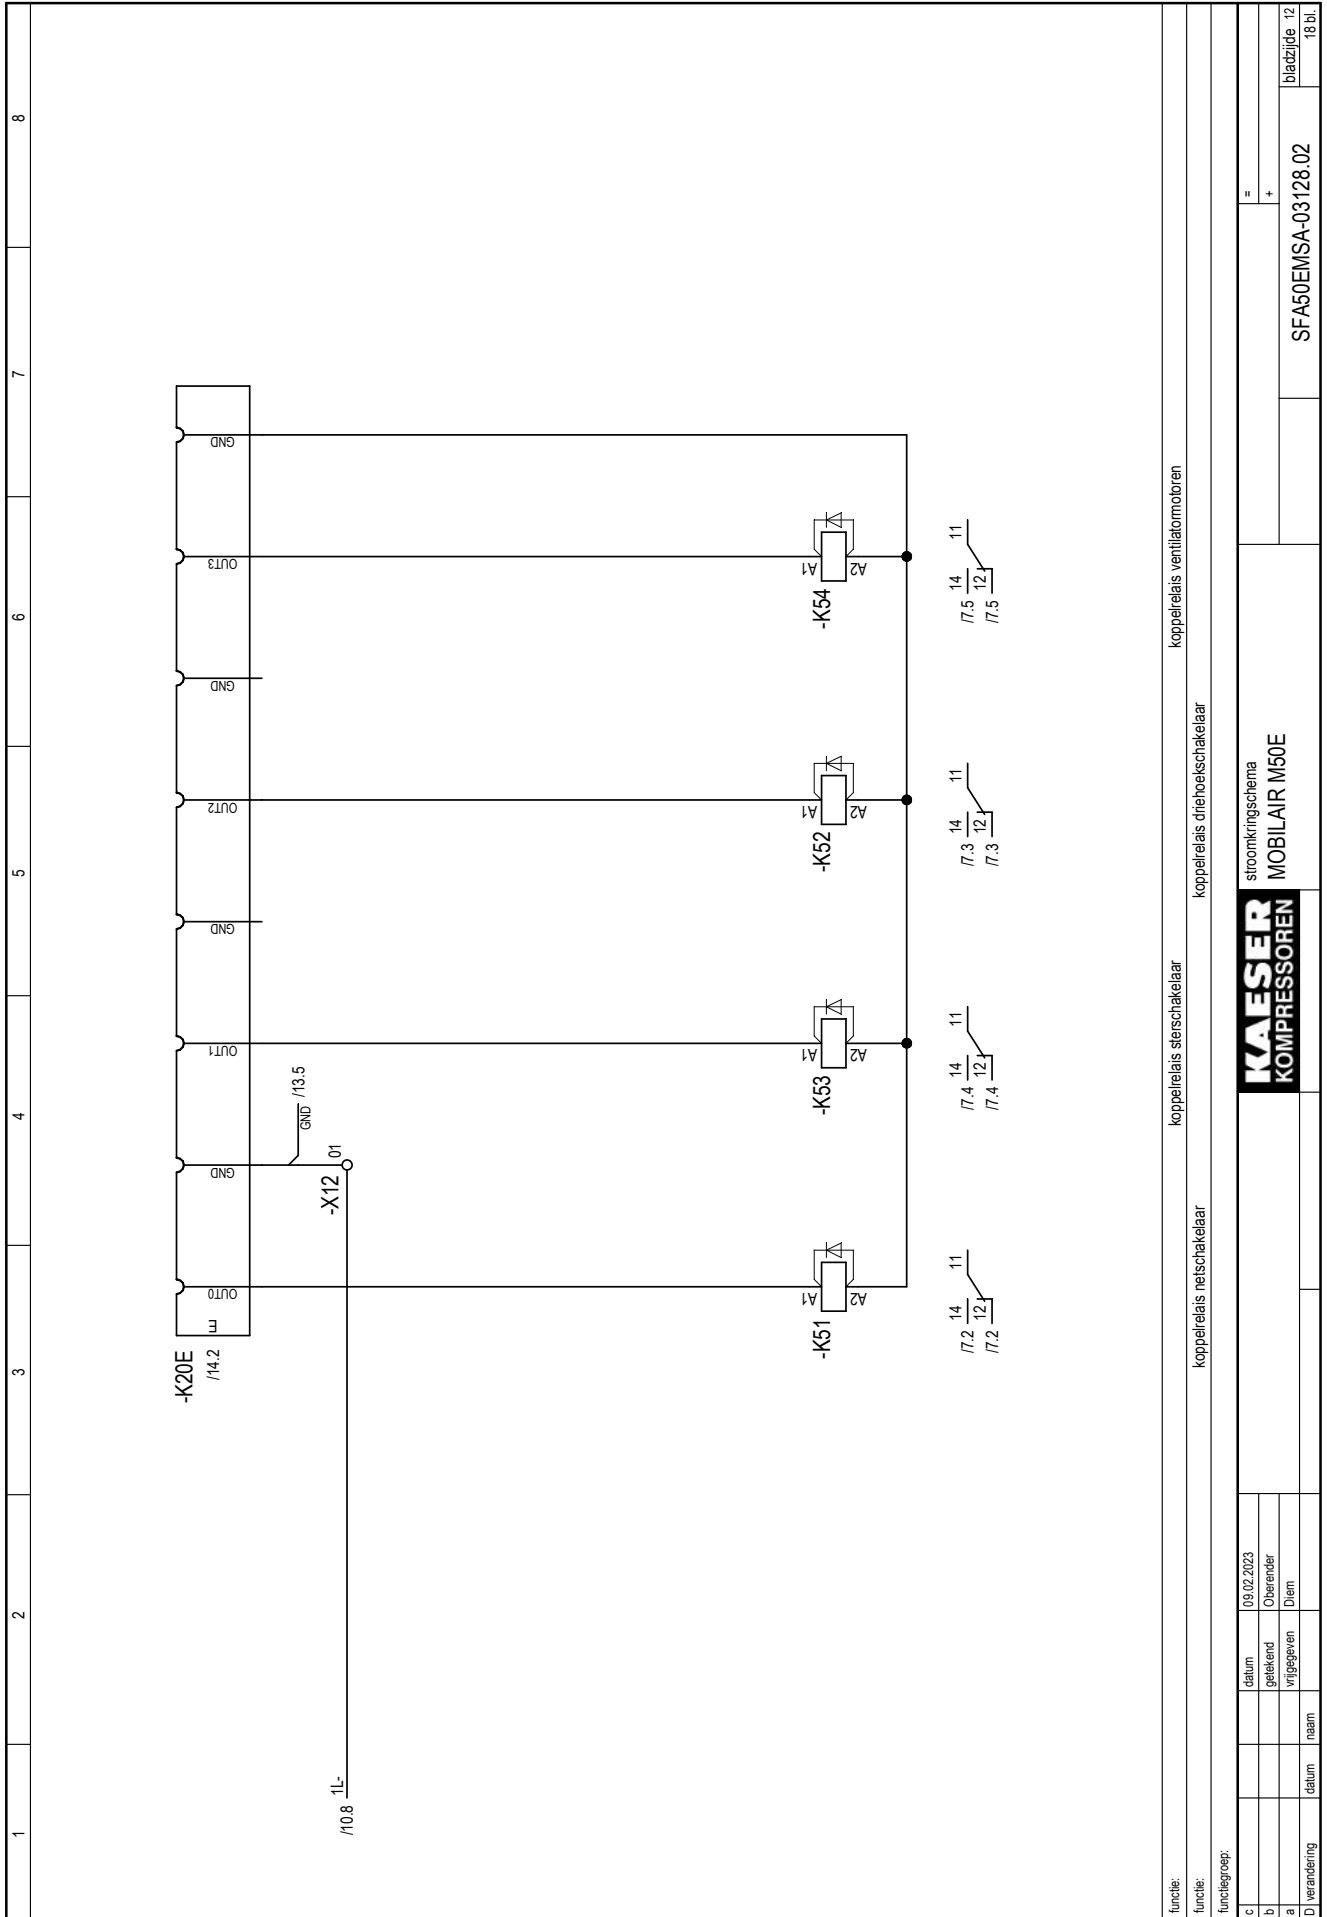 1 2 3 4 5 6 7 8
-K20E
/14.2
E
OUT0 GND OUT1 GND OUT2 GND OUT3 GND
GND /13.5
-X12 01
/10.8 1L-
-K51 A1 A2
-K53 A1 A2
-K52 A1 A2
-K54 A1 A2
/7.2 14 11
/7.2 12
/7.4 14 11
/7.4 12
/7.3 14 11
/7.3 12
/7.5 14 11
/7.5 12
functie: koppelrelais sterschakelaar koppelrelais ventilatormotoren
functie: koppelrelais netschakelaar koppelrelais driehoekschakelaar
functiegroep:
c datum 09.02.2023
b getekend Oberender
a vrijgegeven Diem
D verandering datum naam
KAESER
KOMPRESSOREN
stroomkringschema
MOBILAIR M50E
=
+
SFA50EMSA-03128.02
bladzijde 12
18 bl.